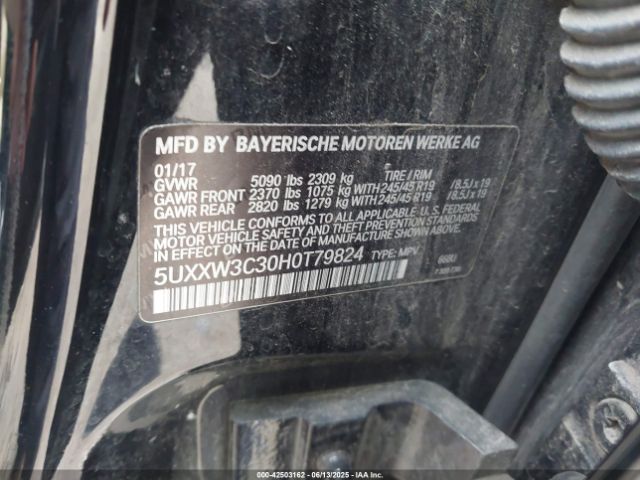 MFD BY BAYERISCHE MOTOREN WERKE AG
01/17
GVWR 5090 lbs 2309 kg TIRE / RIM
GAWR FRONT 2370 lbs 1075 kg WITH 245/45 R19 /8.5J x 19
GAWR REAR 2820 lbs 1279 kg WITH 245/45 R19 /8.5J x 19
THIS VEHICLE CONFORMS TO ALL APPLICABLE U.S. FEDERAL
MOTOR VEHICLE SAFETY AND THEFT PREVENTION STANDARDS
IN EFFECT ON THE DATE OF MANUFACTURE SHOWN ABOVE.
5UXXW3C30H0T79824 TYPE: MPV 668U
000-42503162 06/13/2025 IAA